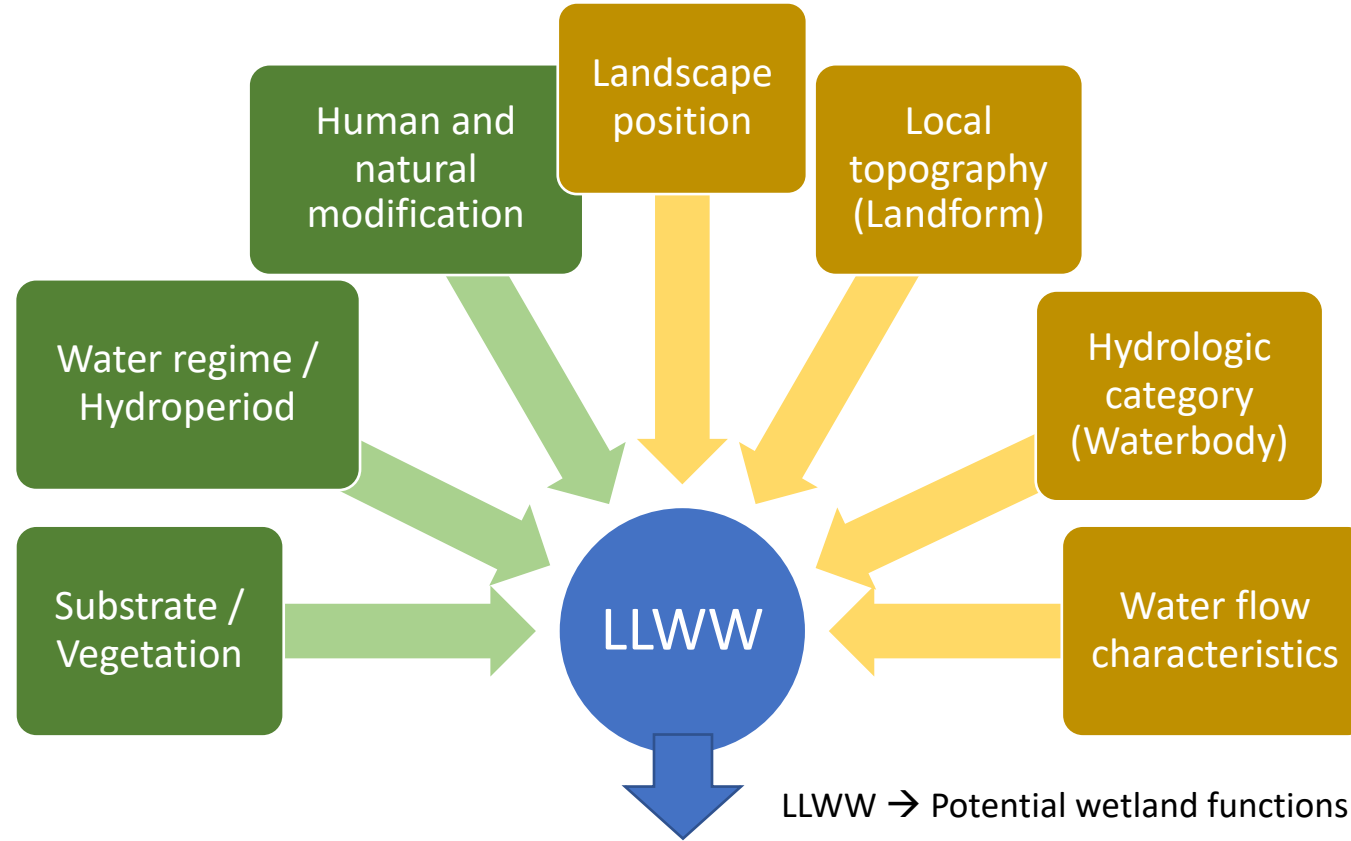 Landscape
position
Human and
natural
modification
Local
topography
(Landform)
Water regime /
Hydroperiod
Hydrologic
category
(Waterbody)
Substrate /
Vegetation
LLWW
Water flow
characteristics
LLWW → Potential wetland functions